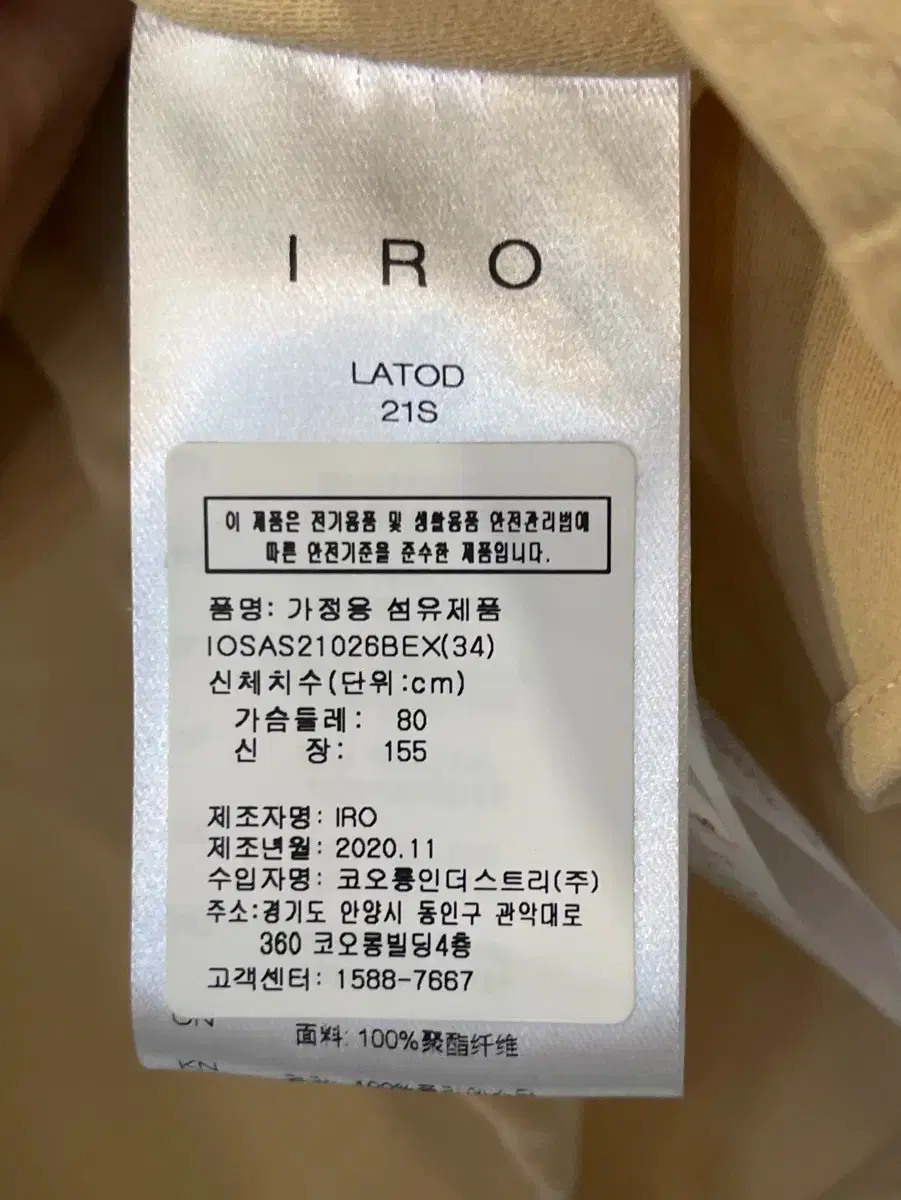 IRO
LATOD
21S
이 제품은 전기용품 및 생활용품 안전관리법에
따른 안전기준을 준수한 제품입니다.
품명: 가정용 섬유제품
IOSAS21026BEX(34)
신체치수(단위:cm)
가슴둘레: 80
신 장: 155
제조자명: IRO
제조년월: 2020.11
수입자명: 코오롱인더스트리(주)
주소:경기도 안양시 동인구 관악대로
360 코오롱빌딩4층
고객센터: 1588-7667
CN
面料: 100%聚酯纤维
KN
100%